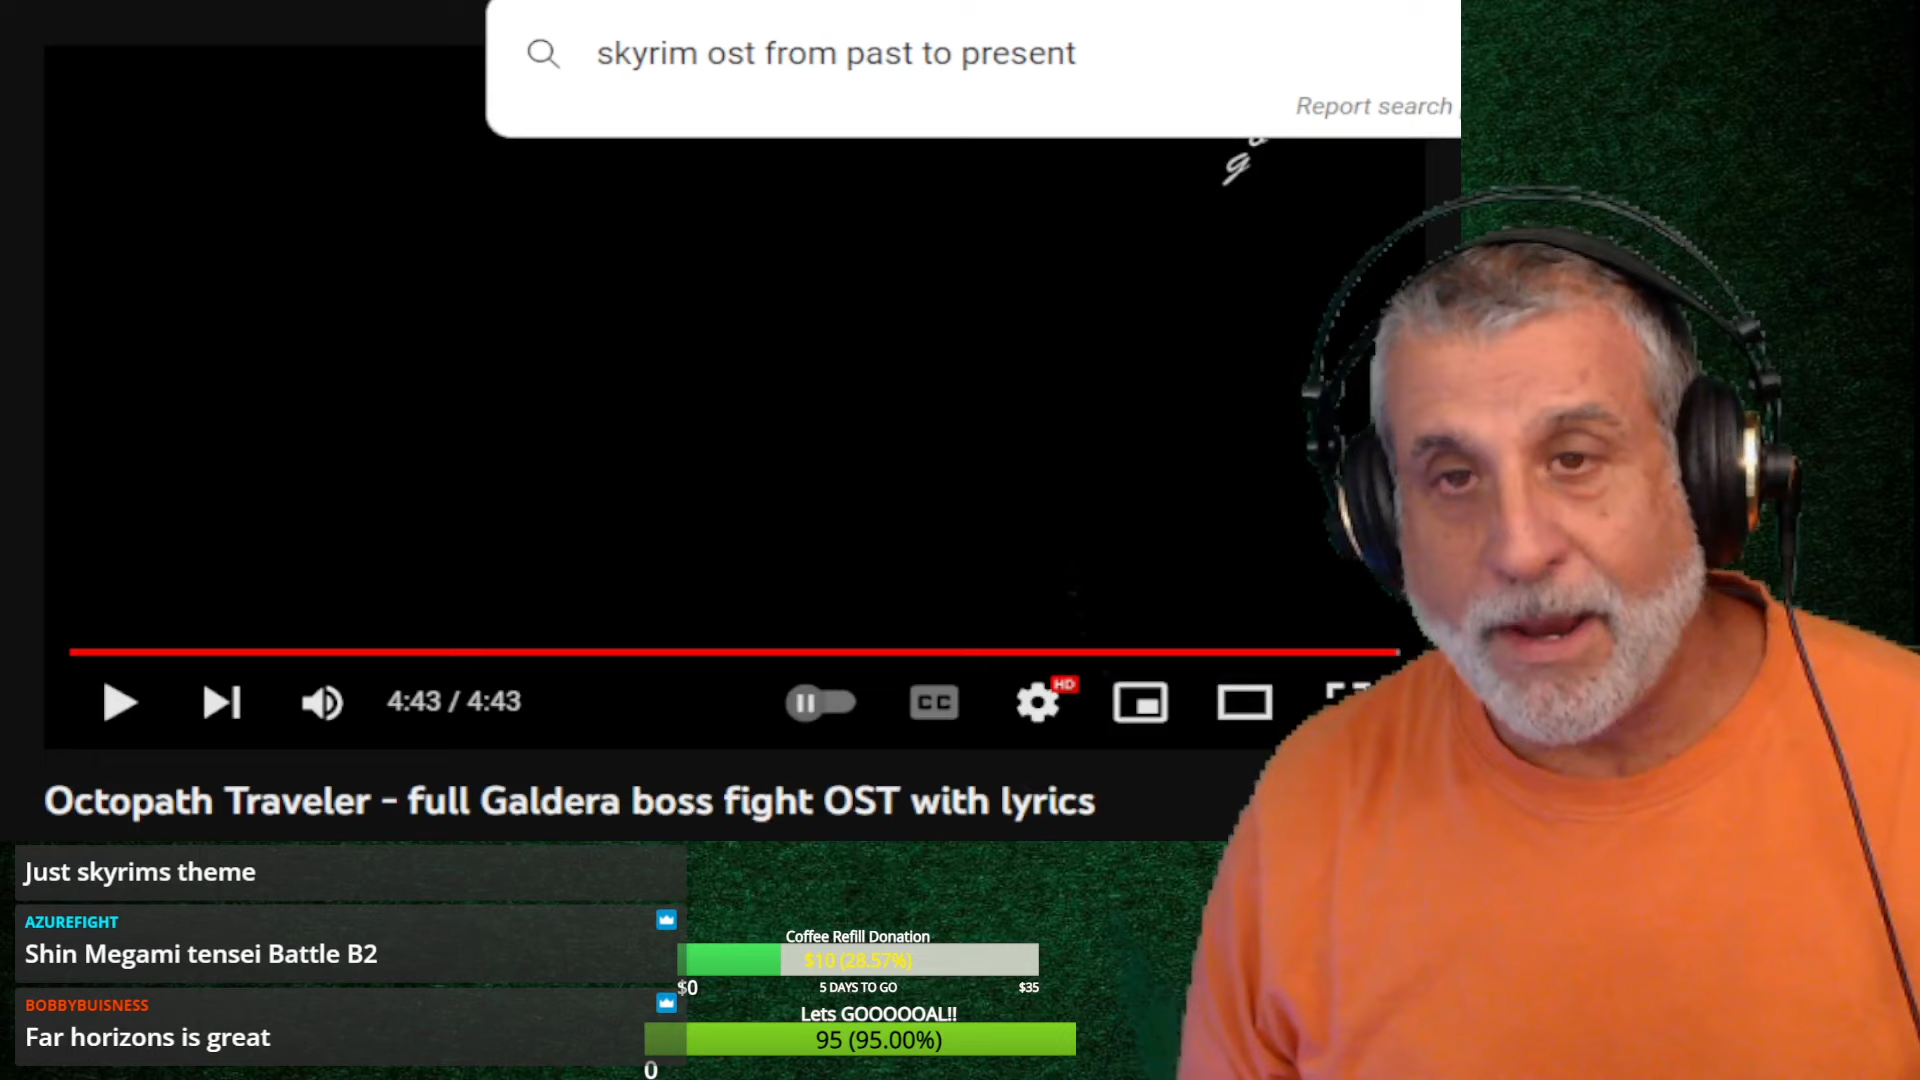 skyrim ost from past to present
Report search
g
HD
4:43 / 4:43
CC
Octopath Traveler - full Galdera boss fight OST with lyrics
Just skyrims theme
AZUREFIGHT
Shin Megami tensei Battle B2
BOBBYBUISNESS
Far horizons is great
Coffee Refill Donation
$10 (28.57%)
$0
5 DAYS TO GO
$35
Lets GOOOOOAL!!
95 (95.00%)
0